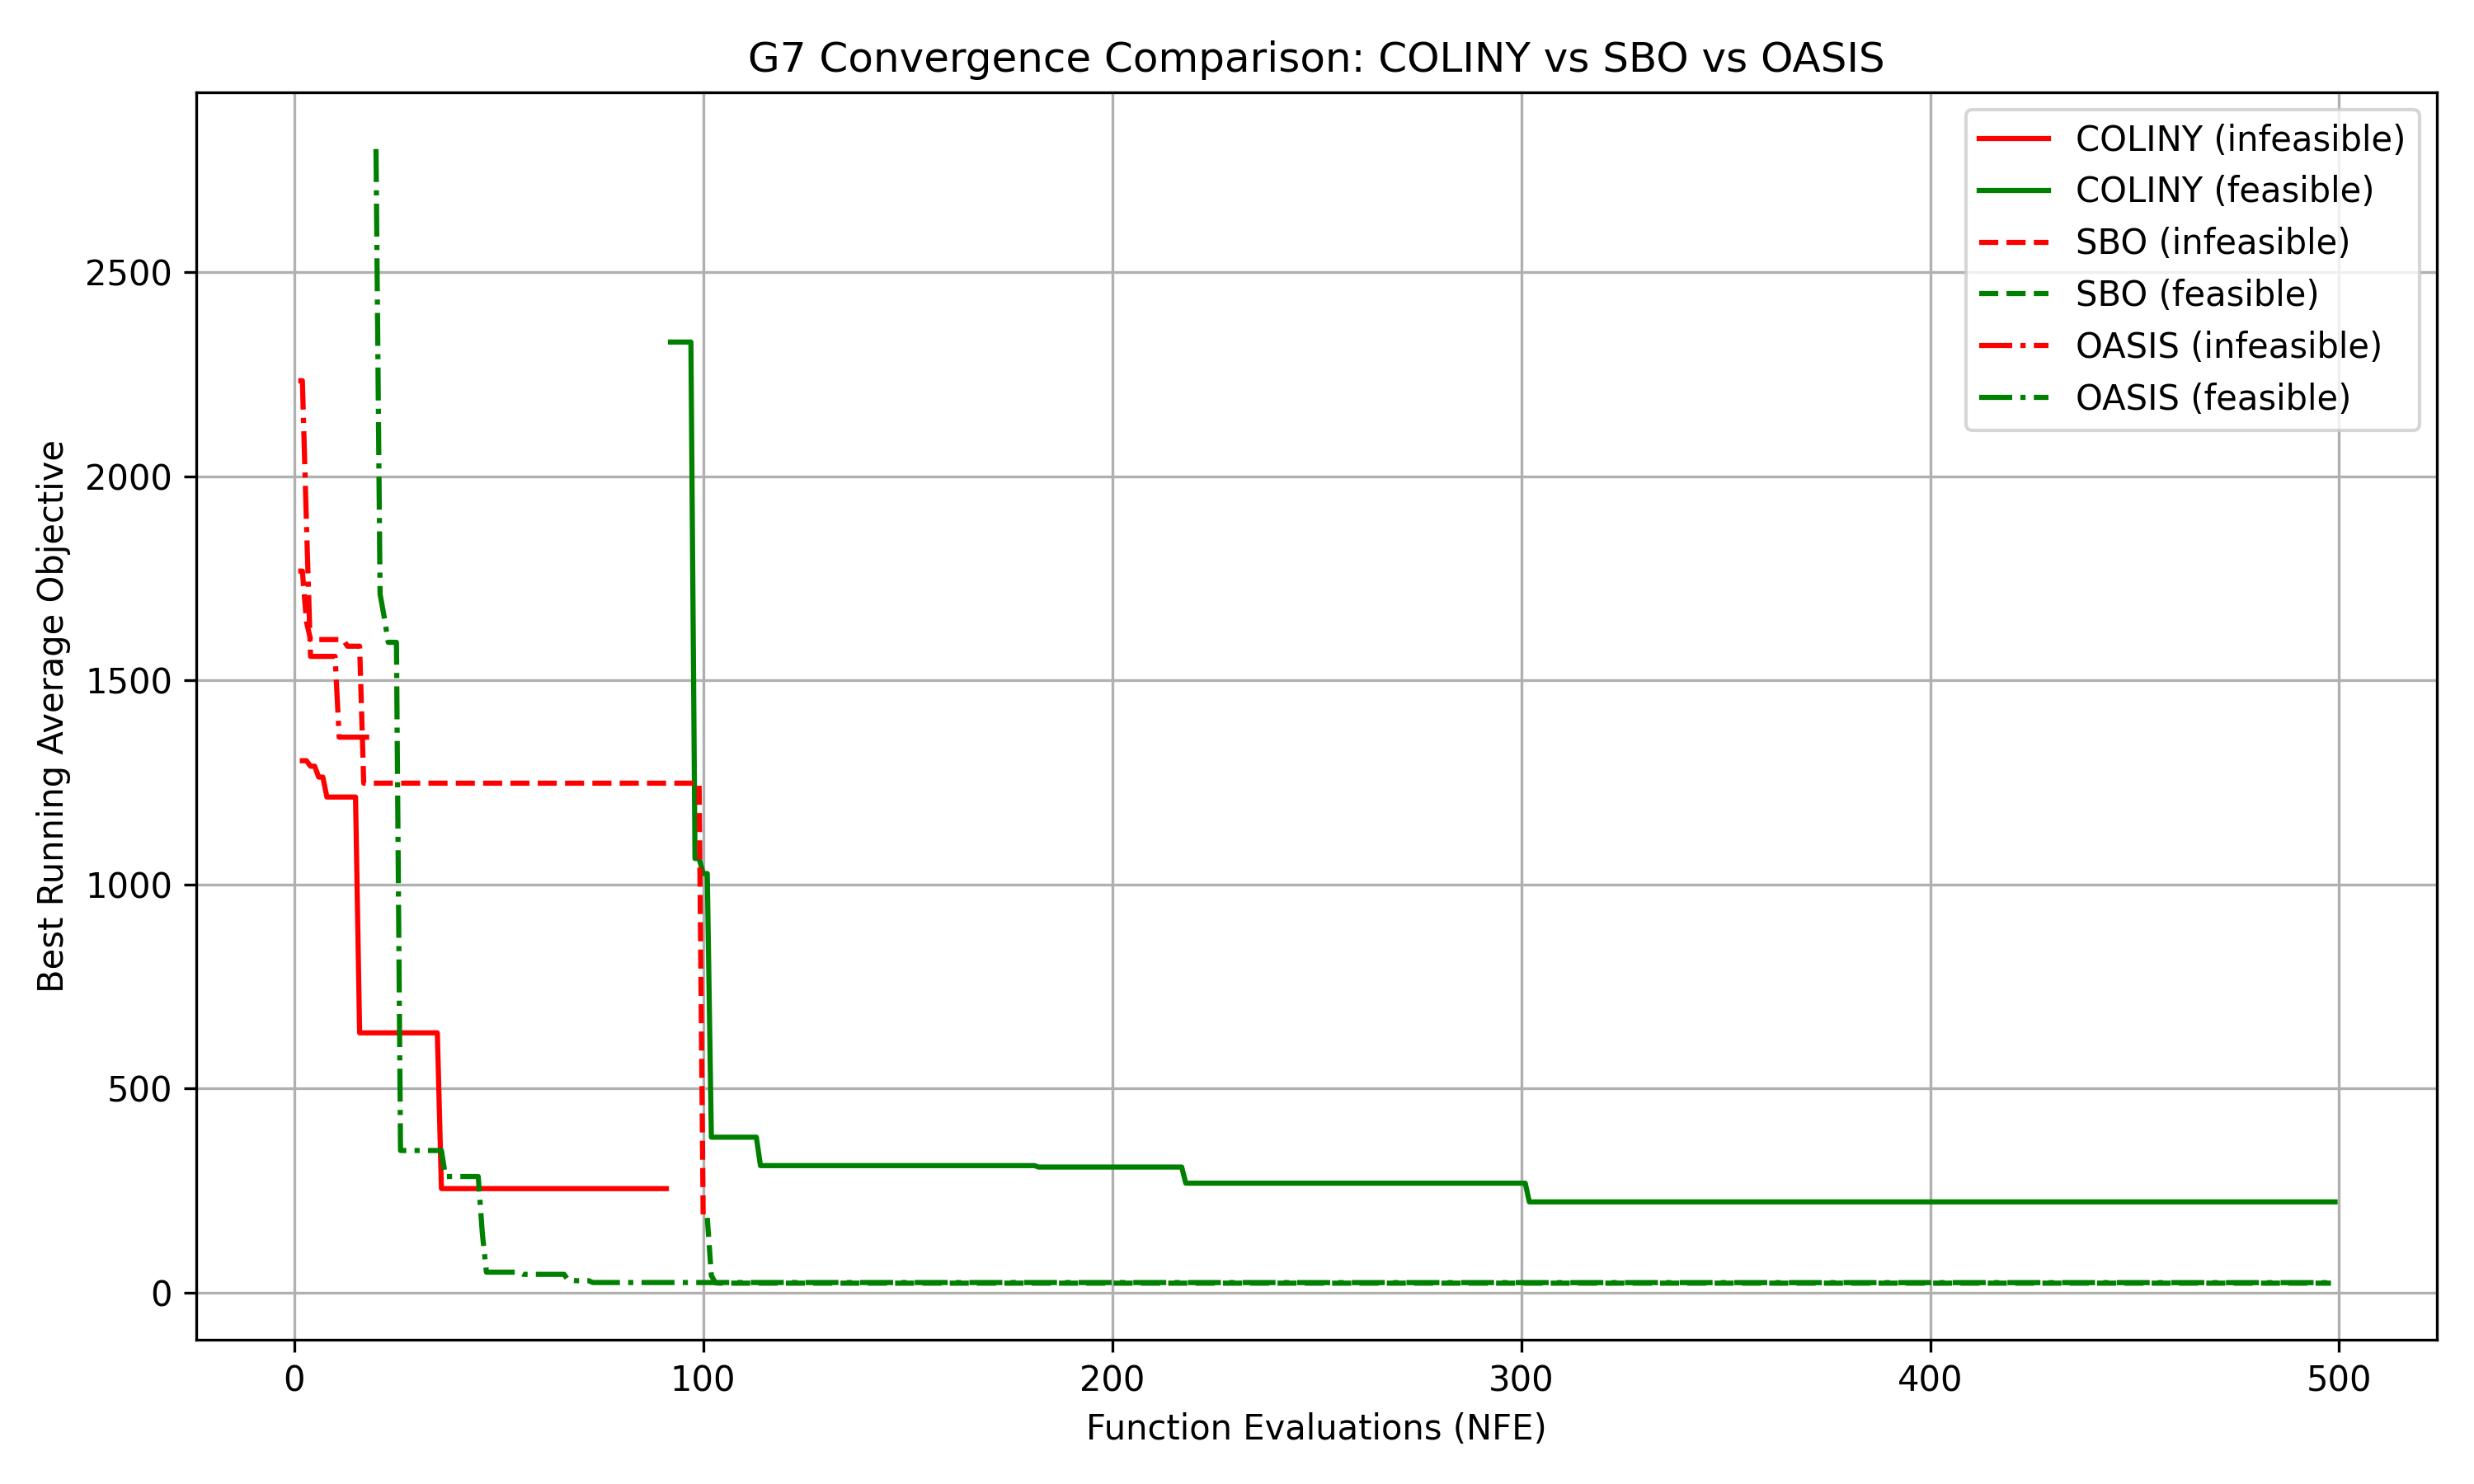 G7 Convergence Comparison: COLINY vs SBO vs OASIS
COLINY (infeasible)
COLINY (feasible)
SBO (infeasible)
SBO (feasible)
OASIS (infeasible)
OASIS (feasible)
Best Running Average Objective
2500
2000
1500
1000
500
0
0 100 200 300 400 500
Function Evaluations (NFE)